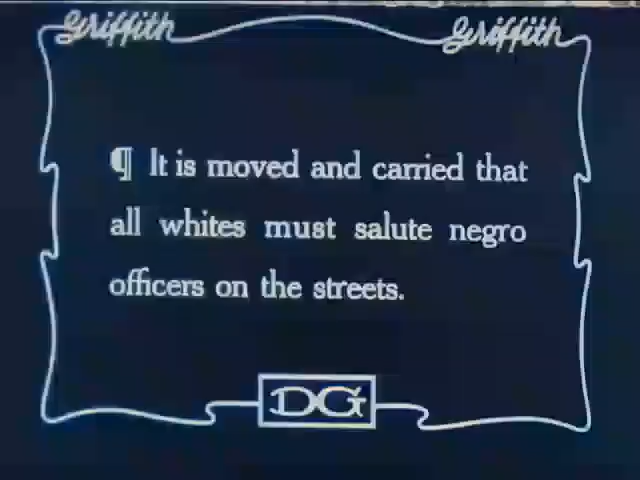 Griffith Griffith
¶ It is moved and carried that
all whites must salute negro
officers on the streets.
DG